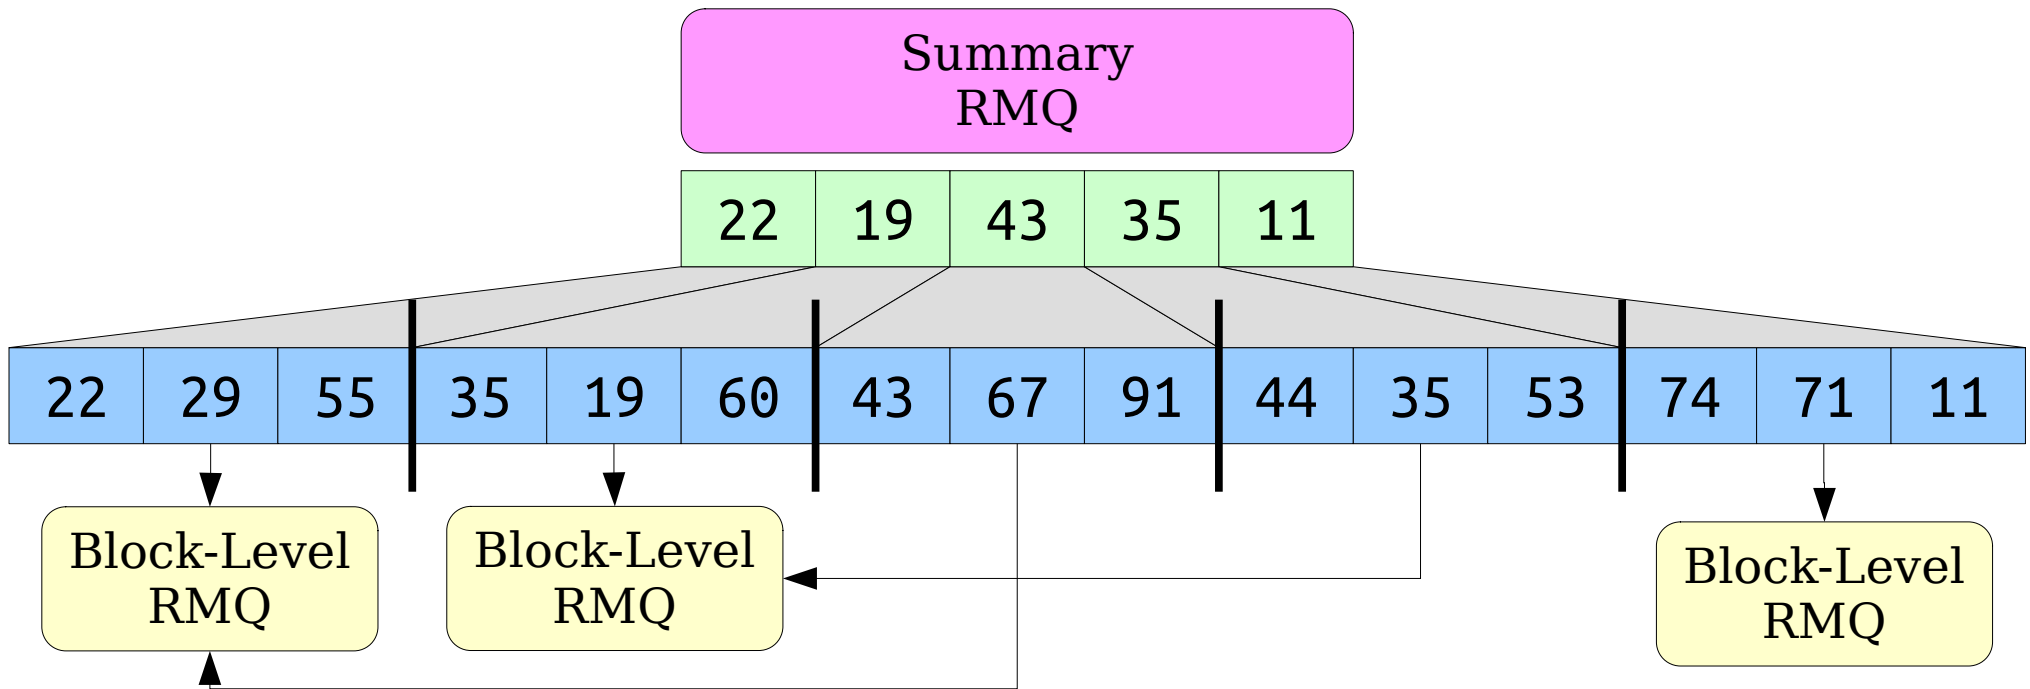 Summary
RMQ
22 19 43 35 11
22 29 55 35 19 60 43 67 91 44 35 53 74 71 11
Block-Level
RMQ
Block-Level
RMQ
Block-Level
RMQ